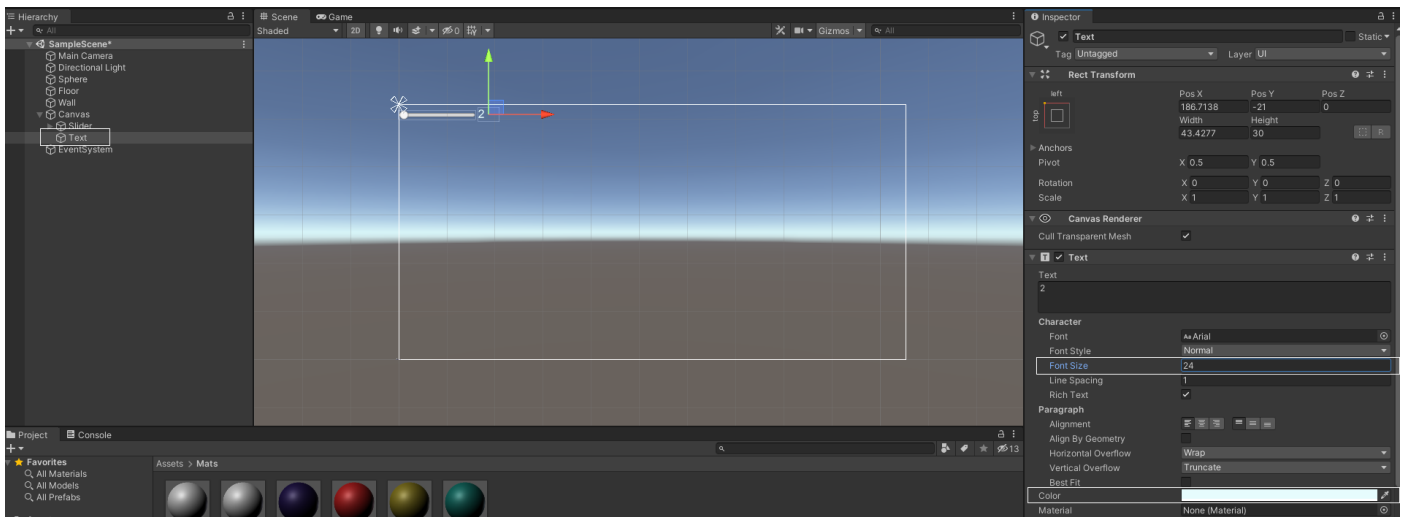 Hierarchy
All
SampleScene*
Main Camera
Directional Light
Sphere
Floor
Wall
Canvas
Slider
Text
EventSystem
Scene Game
Shaded 2D 0 Gizmos All
2
Inspector
Text Static
Tag Untagged Layer UI
Rect Transform
left Pos X Pos Y Pos Z
top 186.7138 -21 0
Width Height
43.4277 30 R
Anchors
Pivot X 0.5 Y 0.5
Rotation X 0 Y 0 Z 0
Scale X 1 Y 1 Z 1
Canvas Renderer
Cull Transparent Mesh
Text
Text
2
Character
Font Arial
Font Style Normal
Font Size 24
Line Spacing 1
Rich Text
Paragraph
Alignment
Align By Geometry
Horizontal Overflow Wrap
Vertical Overflow Truncate
Best Fit
Color
Material None (Material)
Project Console
13
Favorites
All Materials
All Models
All Prefabs
Assets > Mats